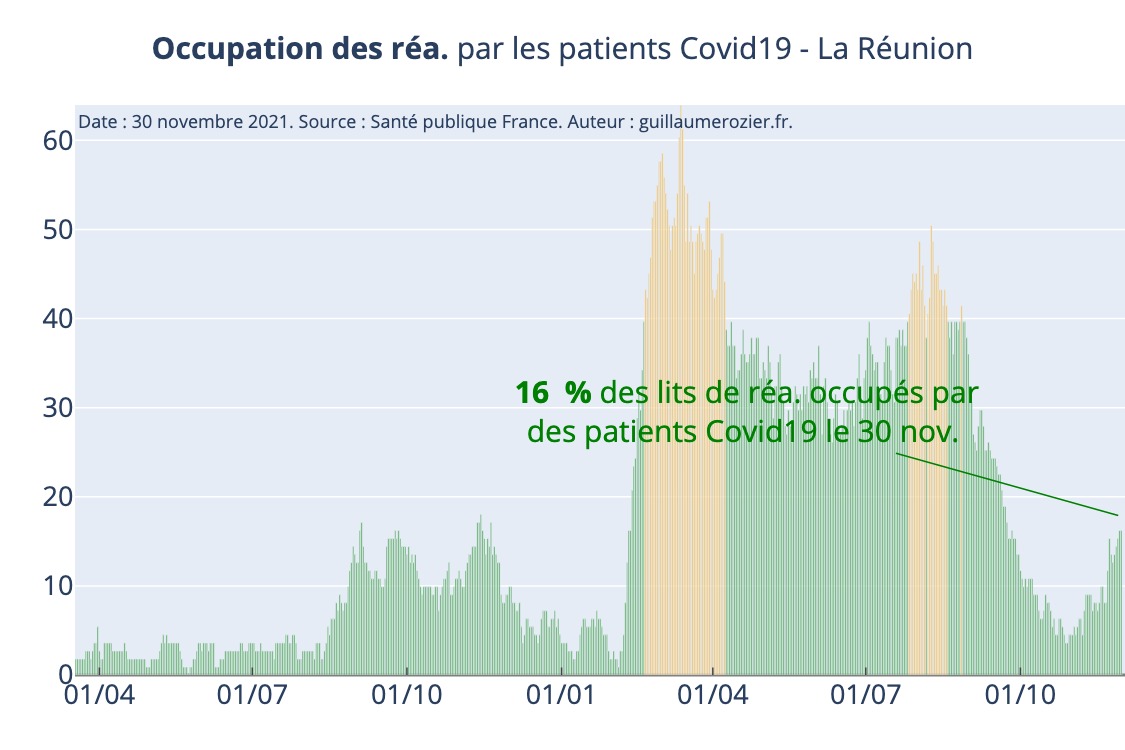 Occupation des réa. par les patients Covid19 - La Réunion
Date : 30 novembre 2021. Source : Santé publique France. Auteur : guillaumerozier.fr.
60
50
40
30
20
10
0
16 % des lits de réa. occupés par
des patients Covid19 le 30 nov.
01/04 01/07 01/10 01/01 01/04 01/07 01/10